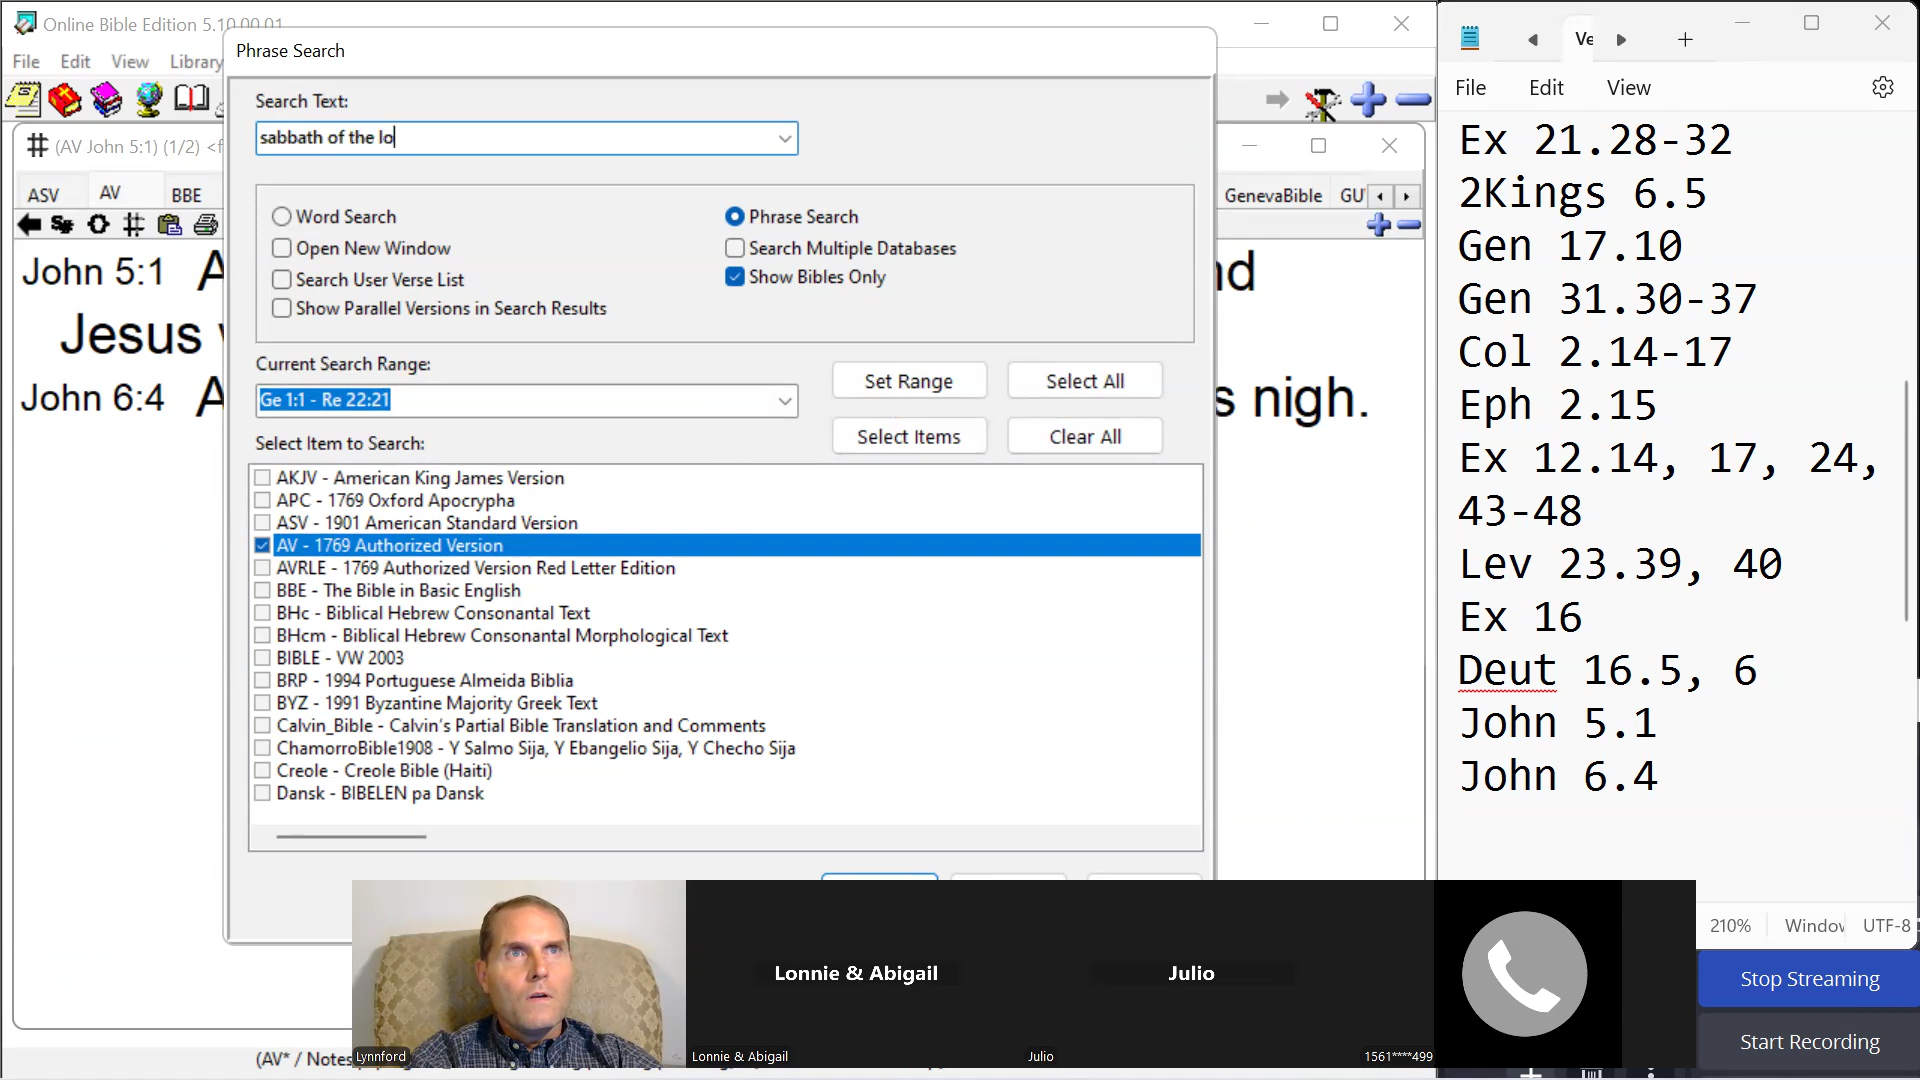 Online Bible Edition 5.10.00.01
Phrase Search
File Edit View Library
Search Text:
sabbath of the lo
(AV John 5:1) (1/2) <f
ASV AV BBE
GenevaBible GU
Word Search
Phrase Search
Open New Window
Search Multiple Databases
Search User Verse List
Show Bibles Only
Show Parallel Versions in Search Results
John 5:1 A
nd
Jesus
John 6:4 A
s nigh.
Current Search Range:
Ge 1:1 - Re 22:21
Set Range
Select All
Select Items
Clear All
Select Item to Search:
AKJV - American King James Version
APC - 1769 Oxford Apocrypha
ASV - 1901 American Standard Version
AV - 1769 Authorized Version
AVRLE - 1769 Authorized Version Red Letter Edition
BBE - The Bible in Basic English
BHc - Biblical Hebrew Consonantal Text
BHcm - Biblical Hebrew Consonantal Morphological Text
BIBLE - VW 2003
BRP - 1994 Portuguese Almeida Biblia
BYZ - 1991 Byzantine Majority Greek Text
Calvin_Bible - Calvin's Partial Bible Translation and Comments
ChamorroBible1908 - Y Salmo Sija, Y Ebangelio Sija, Y Checho Sija
Creole - Creole Bible (Haiti)
Dansk - BIBELEN pa Dansk
(AV* / Notes
Ve
File Edit View
Ex 21.28-32
2Kings 6.5
Gen 17.10
Gen 31.30-37
Col 2.14-17
Eph 2.15
Ex 12.14, 17, 24,
43-48
Lev 23.39, 40
Ex 16
Deut 16.5, 6
John 5.1
John 6.4
210% Window UTF-8
Stop Streaming
Start Recording
Lonnie & Abigail
Julio
Lynnford
Lonnie & Abigail
Julio
1561****499